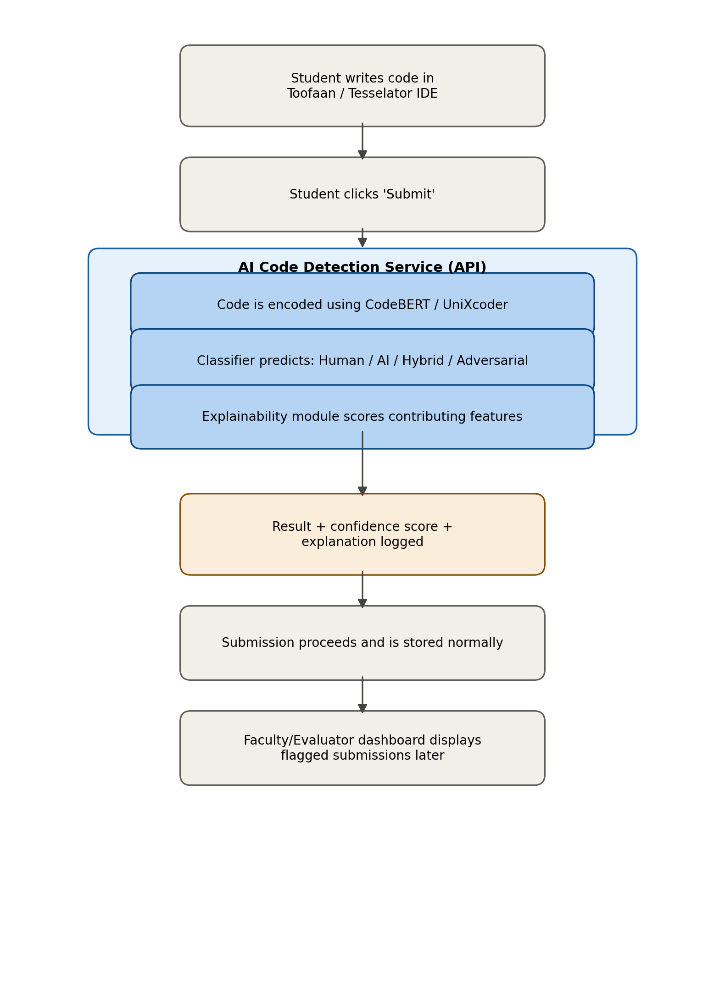 Student writes code in
Toofaan / Tesselator IDE
Student clicks 'Submit'
AI Code Detection Service (API)
Code is encoded using CodeBERT / UniXcoder
Classifier predicts: Human / AI / Hybrid / Adversarial
Explainability module scores contributing features
Result + confidence score +
explanation logged
Submission proceeds and is stored normally
Faculty/Evaluator dashboard displays
flagged submissions later